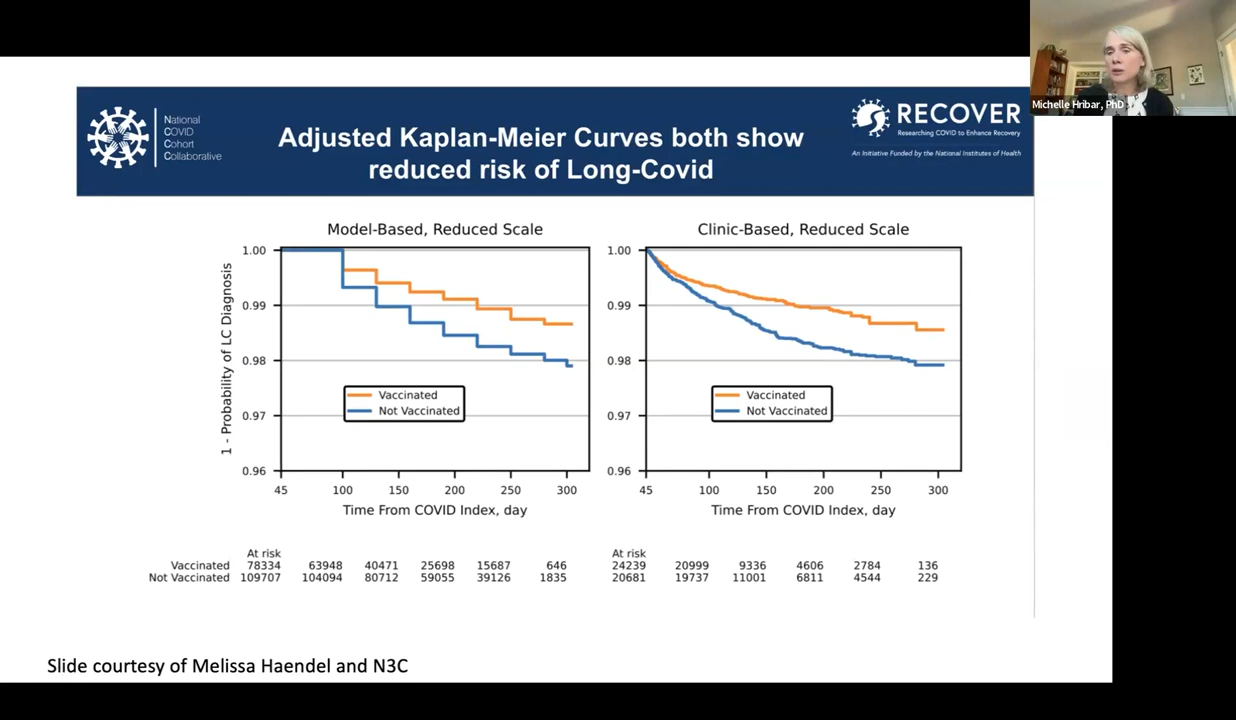 Michelle Hribar, PhD
National
COVID
Cohort
Collaborative
Adjusted Kaplan-Meier Curves both show
reduced risk of Long-Covid
RECOVER
Researching COVID to Enhance Recovery
An Initiative Funded by the National Institutes of Health
Model-Based, Reduced Scale
1 - Probability of LC Diagnosis
1.00
0.99
0.98
0.97
0.96
Vaccinated
Not Vaccinated
45 100 150 200 250 300
Time From COVID Index, day
Clinic-Based, Reduced Scale
1.00
0.99
0.98
0.97
0.96
Vaccinated
Not Vaccinated
45 100 150 200 250 300
Time From COVID Index, day
At risk At risk
Vaccinated 78334 63948 40471 25698 15687 646 24239 20999 9336 4606 2784 136
Not Vaccinated 109707 104094 80712 59055 39126 1835 20681 19737 11001 6811 4544 229
Slide courtesy of Melissa Haendel and N3C